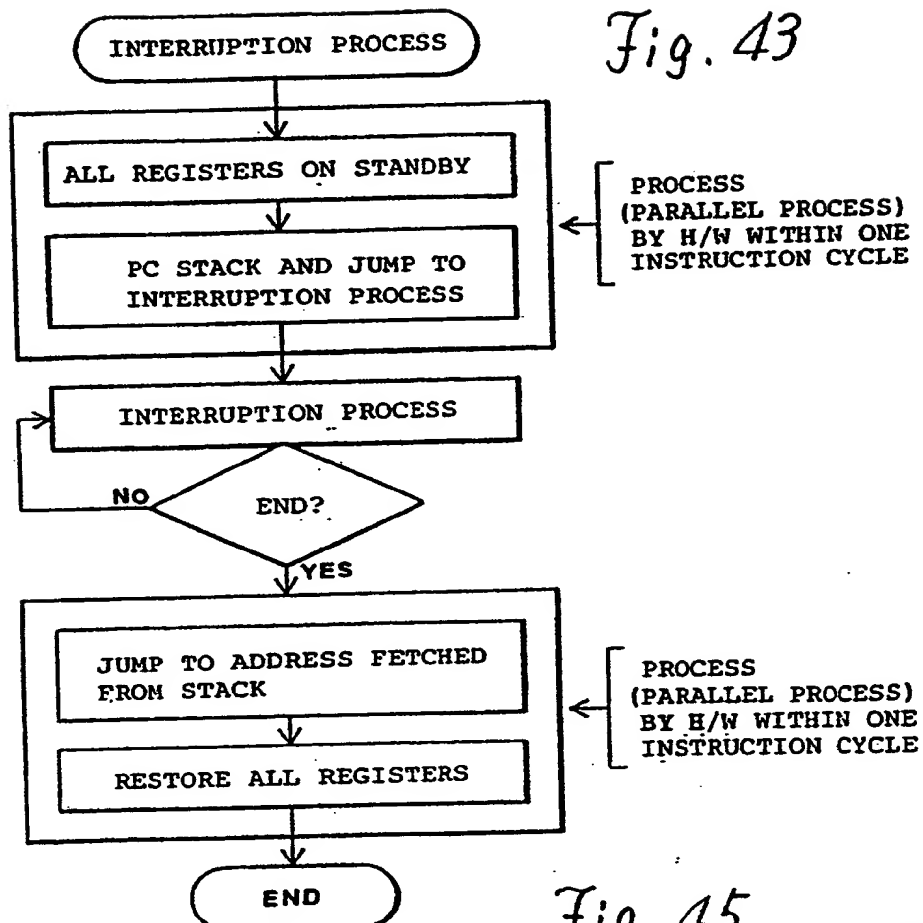 Fig. 43
INTERRUPTION PROCESS
ALL REGISTERS ON STANDBY
PC STACK AND JUMP TO
INTERRUPTION PROCESS
PROCESS
(PARALLEL PROCESS)
BY H/W WITHIN ONE
INSTRUCTION CYCLE
INTERRUPTION PROCESS
END?
NO
YES
JUMP TO ADDRESS FETCHED
FROM STACK
RESTORE ALL REGISTERS
PROCESS
(PARALLEL PROCESS)
BY H/W WITHIN ONE
INSTRUCTION CYCLE
END
Fig. 45